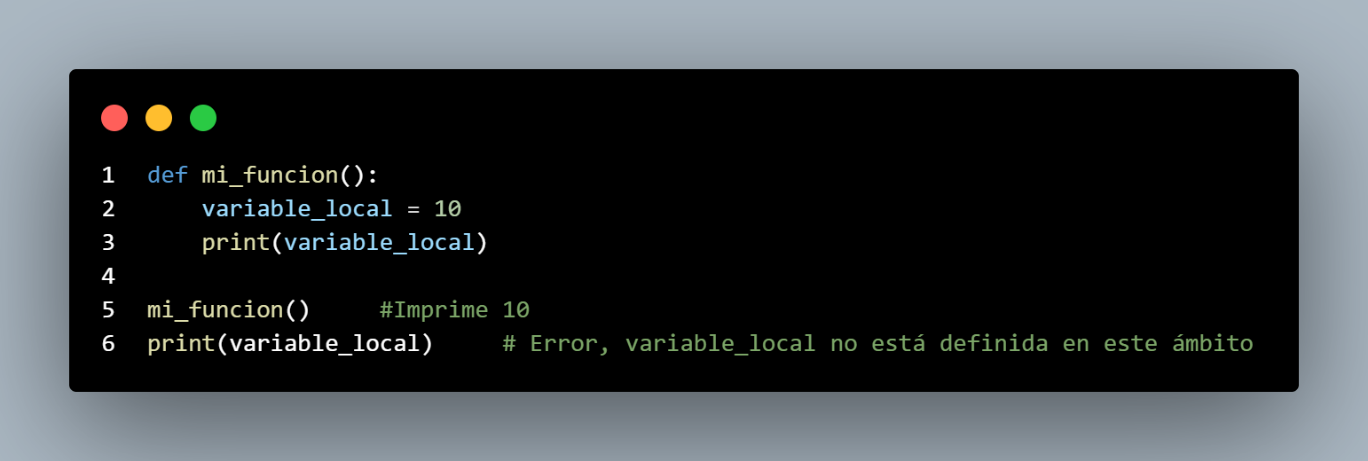 1 def mi_funcion():
2     variable_local = 10
3     print(variable_local)
4
5 mi_funcion()     #Imprime 10
6 print(variable_local)     # Error, variable_local no está definida en este ámbito